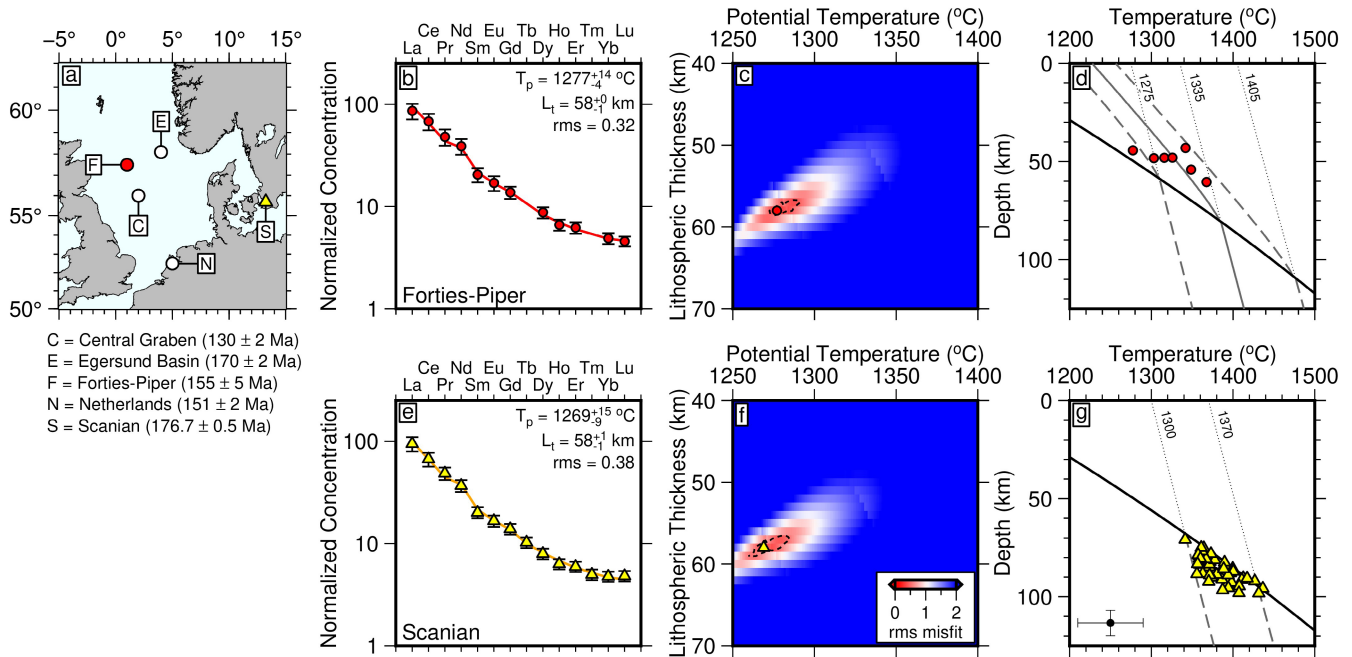 −5° 0° 5° 10° 15°
60°
55°
50°
a
E
F
C
S
N
C = Central Graben (130 ± 2 Ma)
E = Egersund Basin (170 ± 2 Ma)
F = Forties-Piper (155 ± 5 Ma)
N = Netherlands (151 ± 2 Ma)
S = Scanian (176.7 ± 0.5 Ma)
Ce Nd Eu Tb Ho Tm Lu
La Pr Sm Gd Dy Er Yb
b
Tp = 1277 +14 −4 °C
Lt = 58 +0 −1 km
rms = 0.32
100
10
1
Normalized Concentration
Forties-Piper
Potential Temperature (°C)
1250 1300 1350 1400
c
40
50
60
70
Lithospheric Thickness (km)
Temperature (°C)
1200 1300 1400 1500
d
1275
1335
1405
0
50
100
Depth (km)
Ce Nd Eu Tb Ho Tm Lu
La Pr Sm Gd Dy Er Yb
e
Tp = 1269 +15 −9 °C
Lt = 58 +1 −1 km
rms = 0.38
100
10
1
Normalized Concentration
Scanian
Potential Temperature (°C)
1250 1300 1350 1400
f
40
50
60
70
Lithospheric Thickness (km)
0 1 2
rms misfit
Temperature (°C)
1200 1300 1400 1500
g
1300
1370
0
50
100
Depth (km)